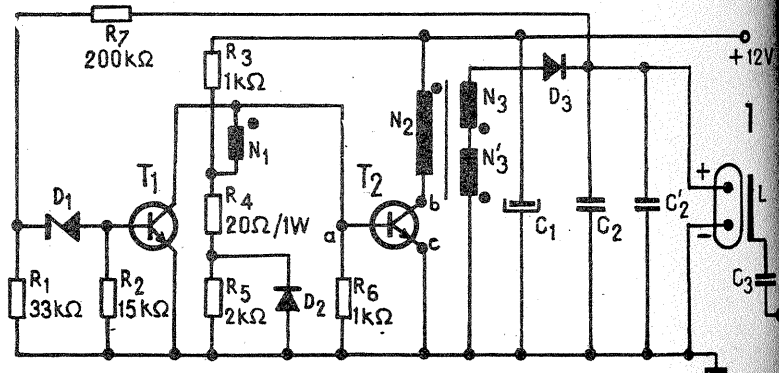 R7
200kΩ
R3
1kΩ
+12V
N1
N2
N3
N'3
D3
T1
T2
D1
R4
20Ω/1W
a
b
c
+
−
L
C1
C2
C'2
C3
R1
33kΩ
R2
15kΩ
R5
2kΩ
D2
R6
1kΩ